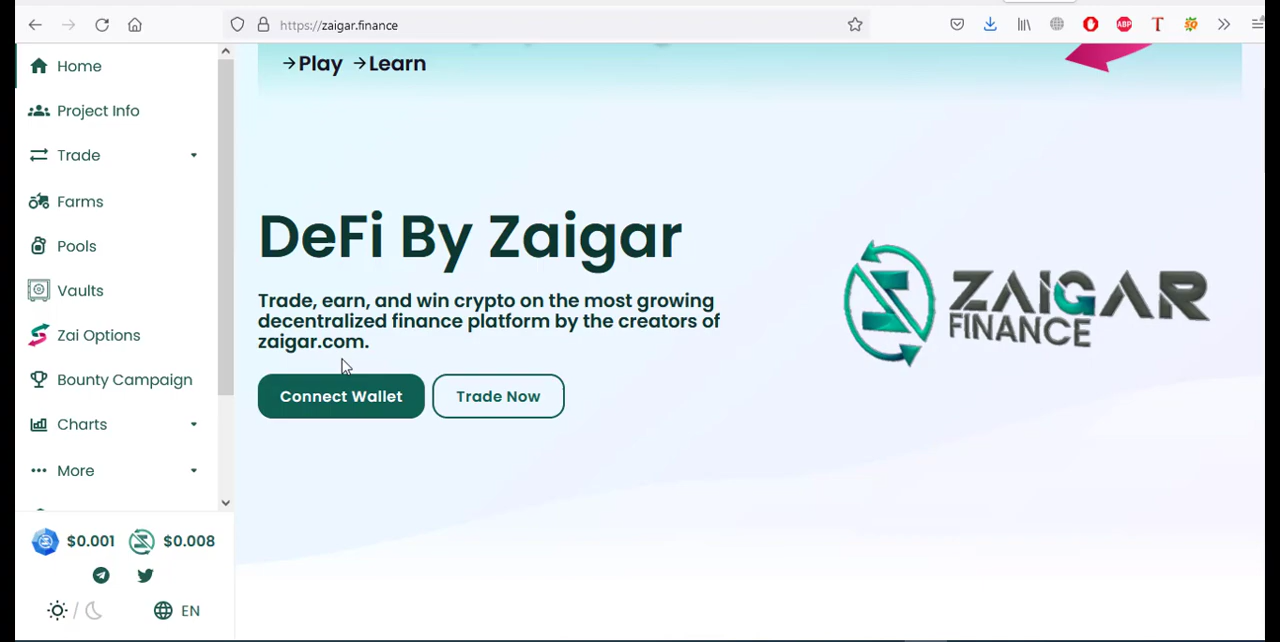 https://zaigar.finance
Home
Project Info
Trade
Farms
Pools
Vaults
Zai Options
Bounty Campaign
Charts
More
$0.001 $0.008
EN
→Play →Learn
DeFi By Zaigar
Trade, earn, and win crypto on the most growing
decentralized finance platform by the creators of
zaigar.com.
Connect Wallet
Trade Now
ZAIGAR
FINANCE
ABP
T